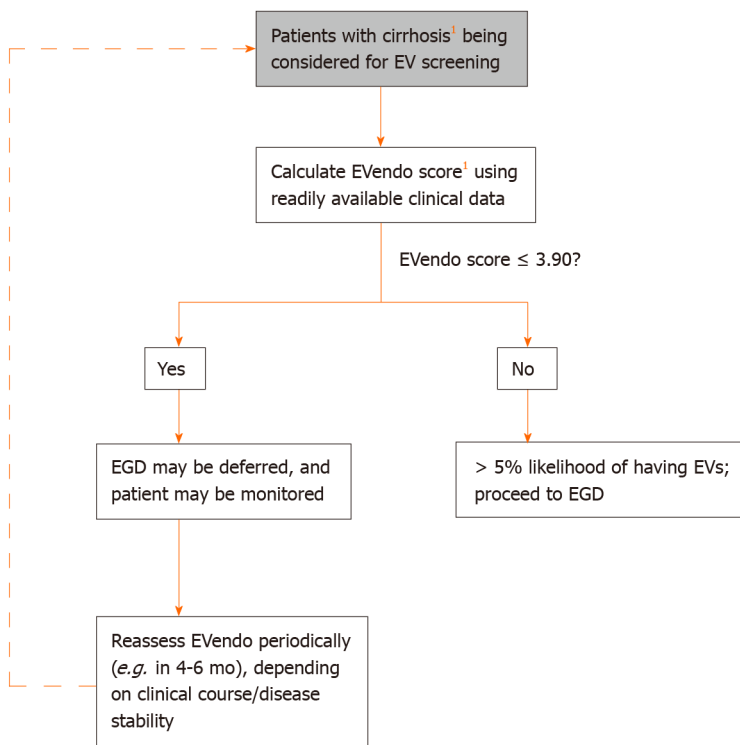 Patients with cirrhosis¹ being
considered for EV screening
Calculate EVendo score¹ using
readily available clinical data
EVendo score ≤ 3.90?
Yes
No
EGD may be deferred, and
patient may be monitored
> 5% likelihood of having EVs;
proceed to EGD
Reassess EVendo periodically
(e.g. in 4-6 mo), depending
on clinical course/disease
stability